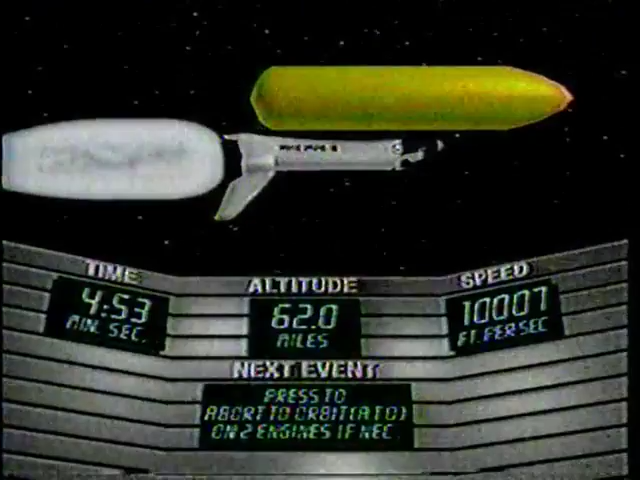 TIME
4:53
MIN. SEC.
ALTITUDE
62.0
MILES
SPEED
10007
FT. PER SEC
NEXT EVENT
PRESS TO
ABORT TO ORBIT(ATO)
ON 2 ENGINES IF NEC.